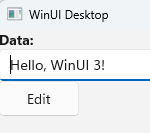 WinUI Desktop
Data:
Hello, WinUI 3!
Edit